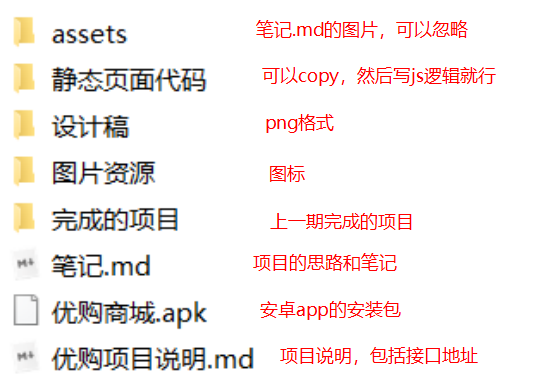 assets 笔记.md的图片，可以忽略
静态页面代码 可以copy，然后写js逻辑就行
设计稿 png格式
图片资源 图标
完成的项目 上一期完成的项目
M↓ 笔记.md 项目的思路和笔记
优购商城.apk 安卓app的安装包
M↓ 优购项目说明.md 项目说明，包括接口地址